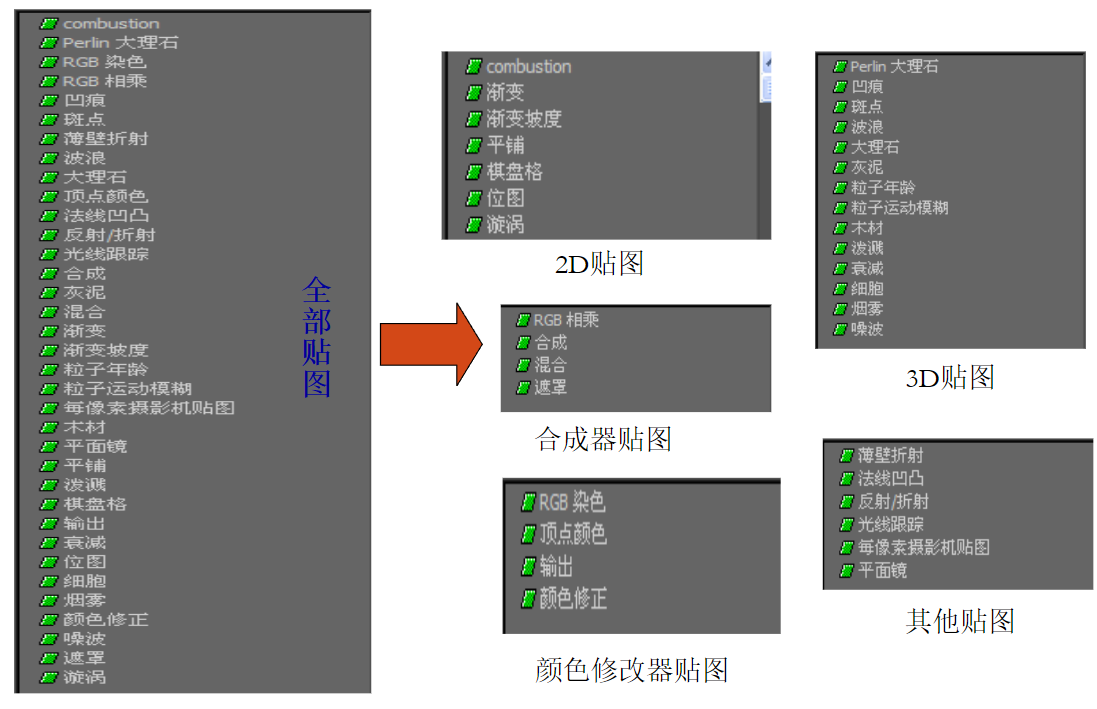 combustion
Perlin 大理石
RGB 染色
RGB 相乘
凹痕
斑点
薄壁折射
波浪
大理石
顶点颜色
法线凹凸
反射/折射
光线跟踪
合成
灰泥
混合
渐变
渐变坡度
粒子年龄
粒子运动模糊
每像素摄影机贴图
木材
平面镜
平铺
泼溅
棋盘格
输出
衰减
位图
细胞
烟雾
颜色修正
噪波
遮罩
漩涡
全部贴图
combustion
渐变
渐变坡度
平铺
棋盘格
位图
漩涡
2D贴图
RGB 相乘
合成
混合
遮罩
合成器贴图
RGB 染色
顶点颜色
输出
颜色修正
颜色修改器贴图
Perlin 大理石
凹痕
斑点
波浪
大理石
灰泥
粒子年龄
粒子运动模糊
木材
泼溅
衰减
细胞
烟雾
噪波
3D贴图
薄壁折射
法线凹凸
反射/折射
光线跟踪
每像素摄影机贴图
平面镜
其他贴图